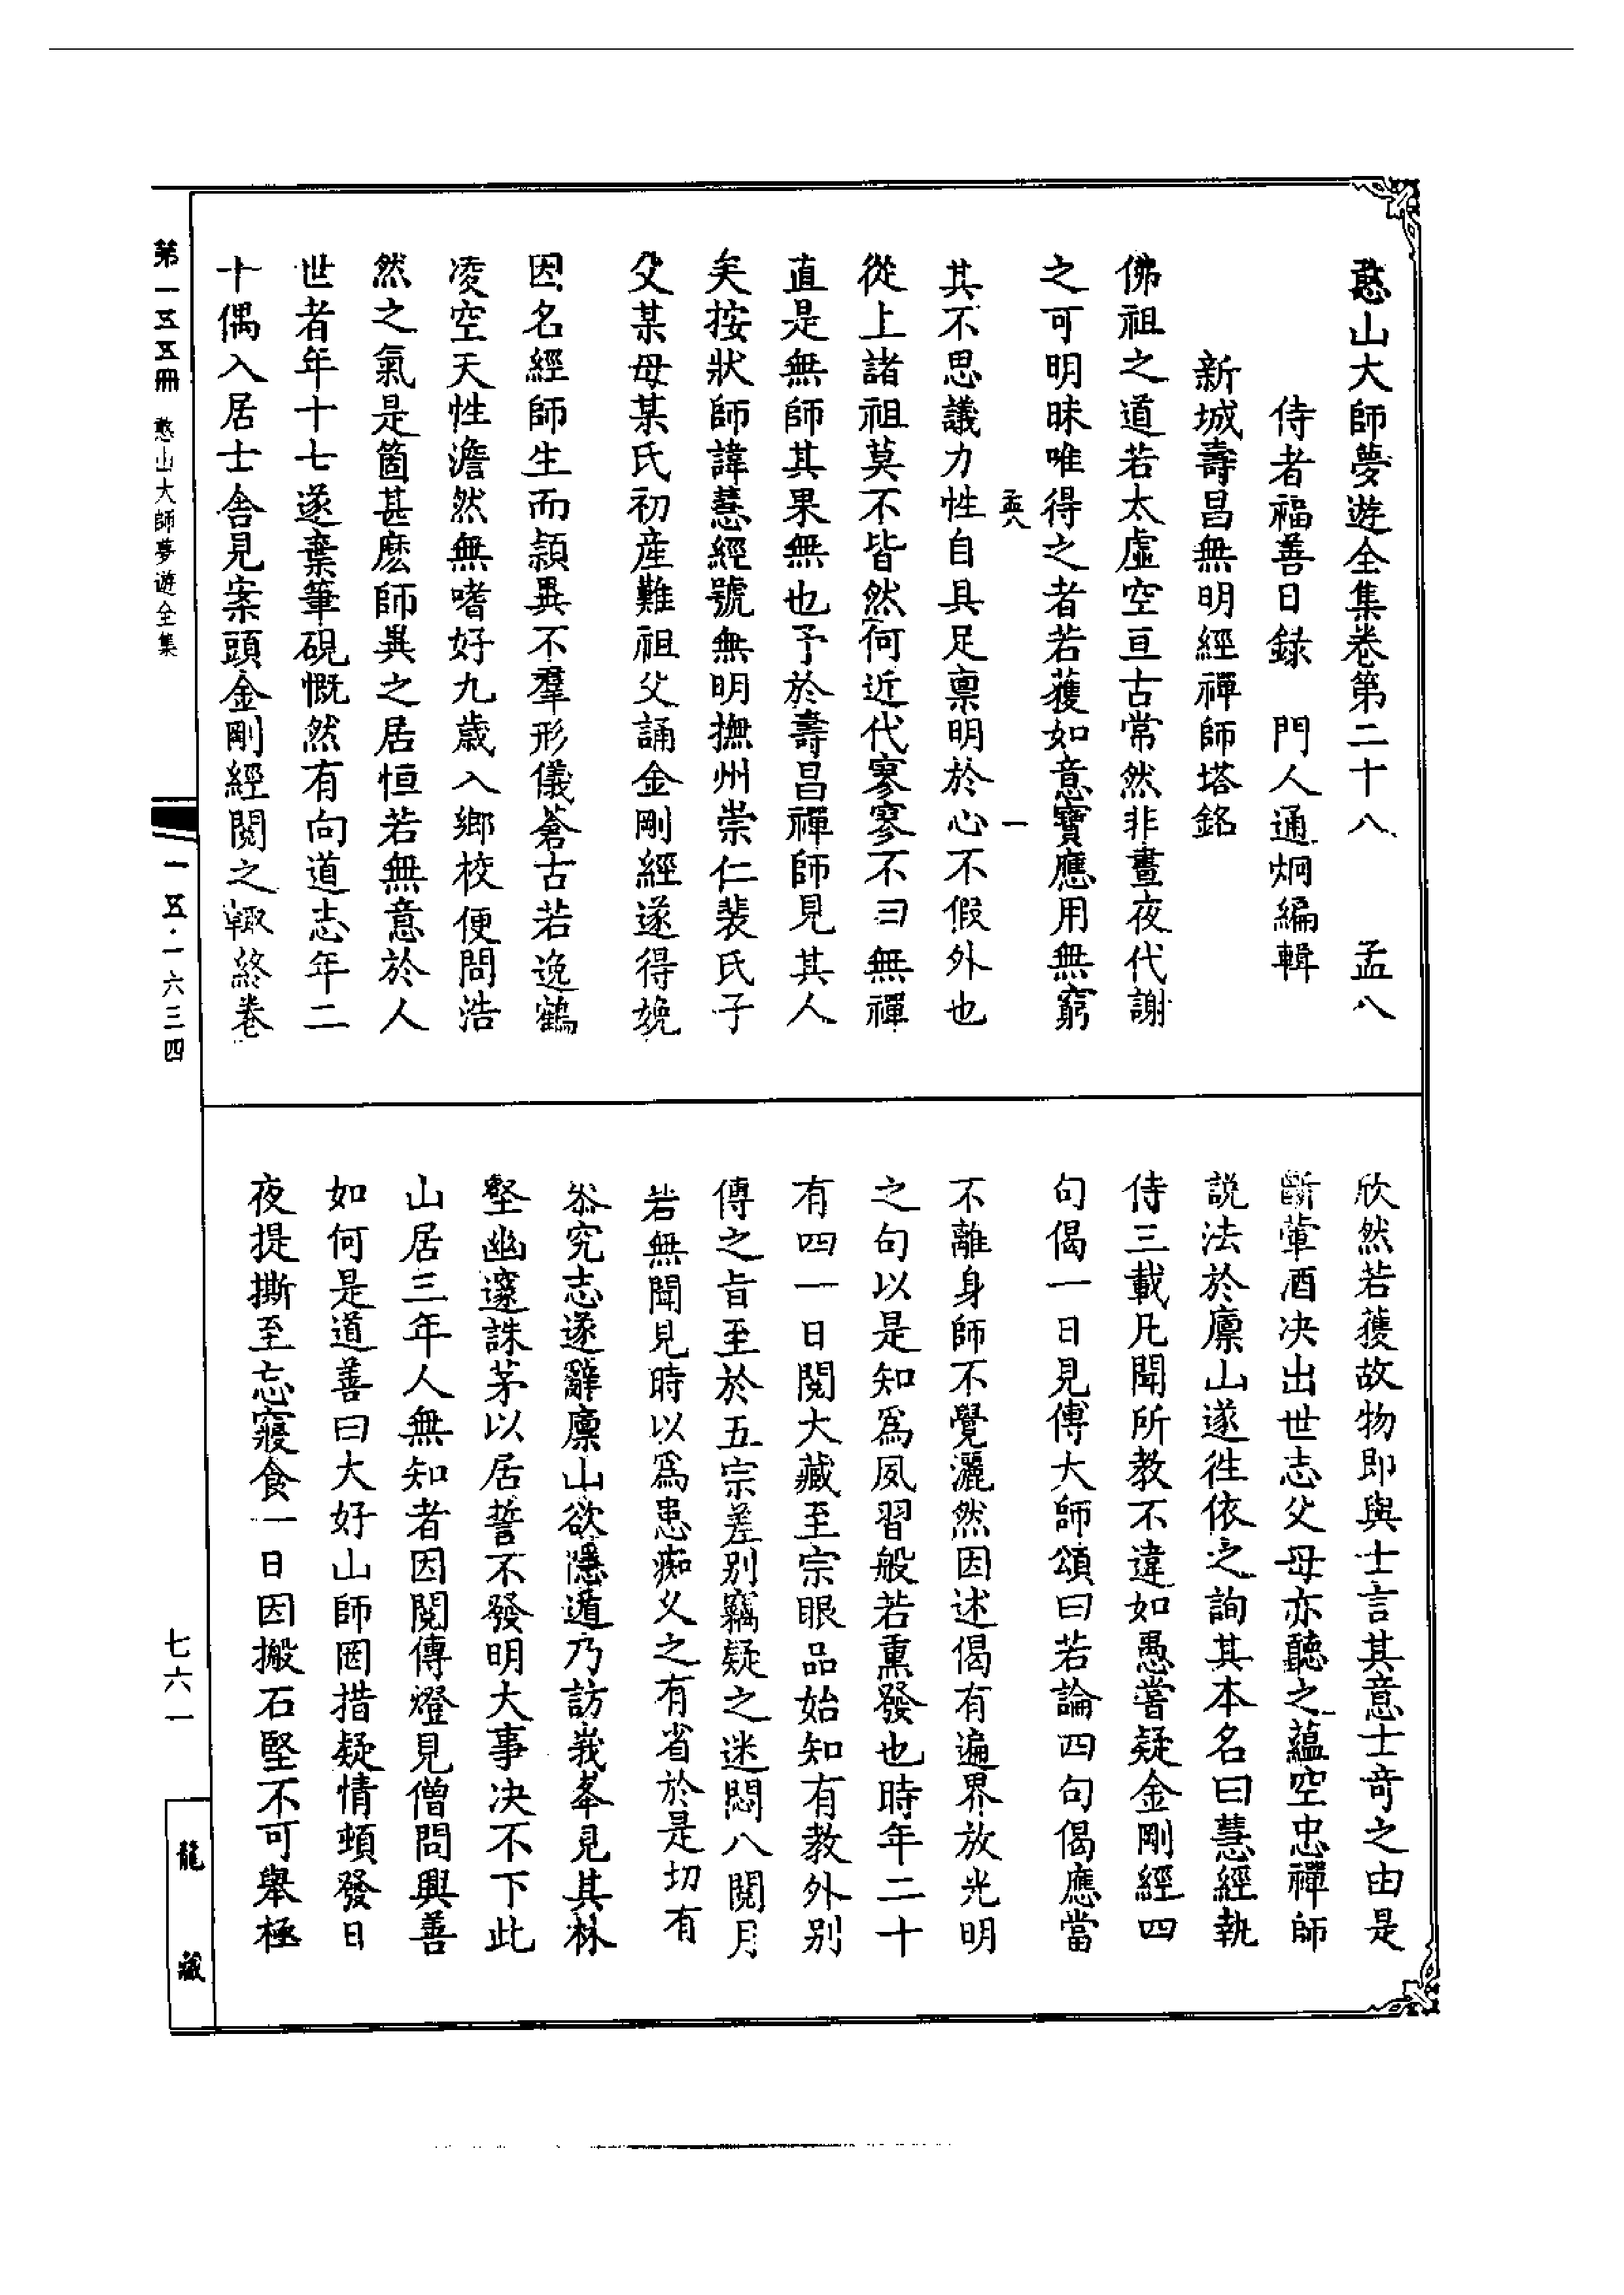 憨山大師夢遊全集卷第二十八 孟八
侍者福善日錄 門人通炯編輯
新城壽昌無明經禪師塔銘
佛祖之道若太虛空亘古常然非晝夜代謝
之可明昧唯得之者若獲如意寶應用無窮
孟八 一
其不思議力性自具足稟明於心不假外也
從上諸祖莫不皆然何近代寥寥不曰無禪
直是無師其果無也予於壽昌禪師見其人
矣按狀師諱慧經號無明撫州崇仁裴氏子
父某母某氏初產難祖父誦金剛經遂得娩
因名經師生而頴異不羣形儀蒼古若逸鶴
凌空天性澹然無嗜好九歲入鄉校便問浩
然之氣是箇甚麽師異之居恒若無意於人
世者年十七遂棄筆硯慨然有向道志年二
十偶入居士舍見案頭金剛經閱之輒終卷
欣然若獲故物即與士言其意士奇之由是
斷葷酒决出世志父母亦聽之蘊空忠禪師
說法於廩山遂往依之詢其本名曰慧經執
侍三載凡聞所教不違如愚嘗疑金剛經四
句偈一日見傅大師頌曰若論四句偈應當
不離身師不覺灑然因述偈有遍界放光明
之句以是知爲夙習般若熏發也時年二十
有四一日閱大藏至宗眼品始知有教外別
傳之旨至於五宗差別竊疑之迷悶八閱月
若無聞見時以爲患痴乂之有省於是切有
叅究志遂辭廩山欲隱遁乃訪峩峯見其林
壑幽邃誅茅以居誓不發明大事决不下此
山居三年人無知者因閱傳燈見僧問興善
如何是道善曰大好山師罔措疑情頓發日
夜提撕至忘寢食一日因搬石堅不可舉極
第一五五冊 憨山大師夢遊全集
一五·一六三四
七六一
龍藏